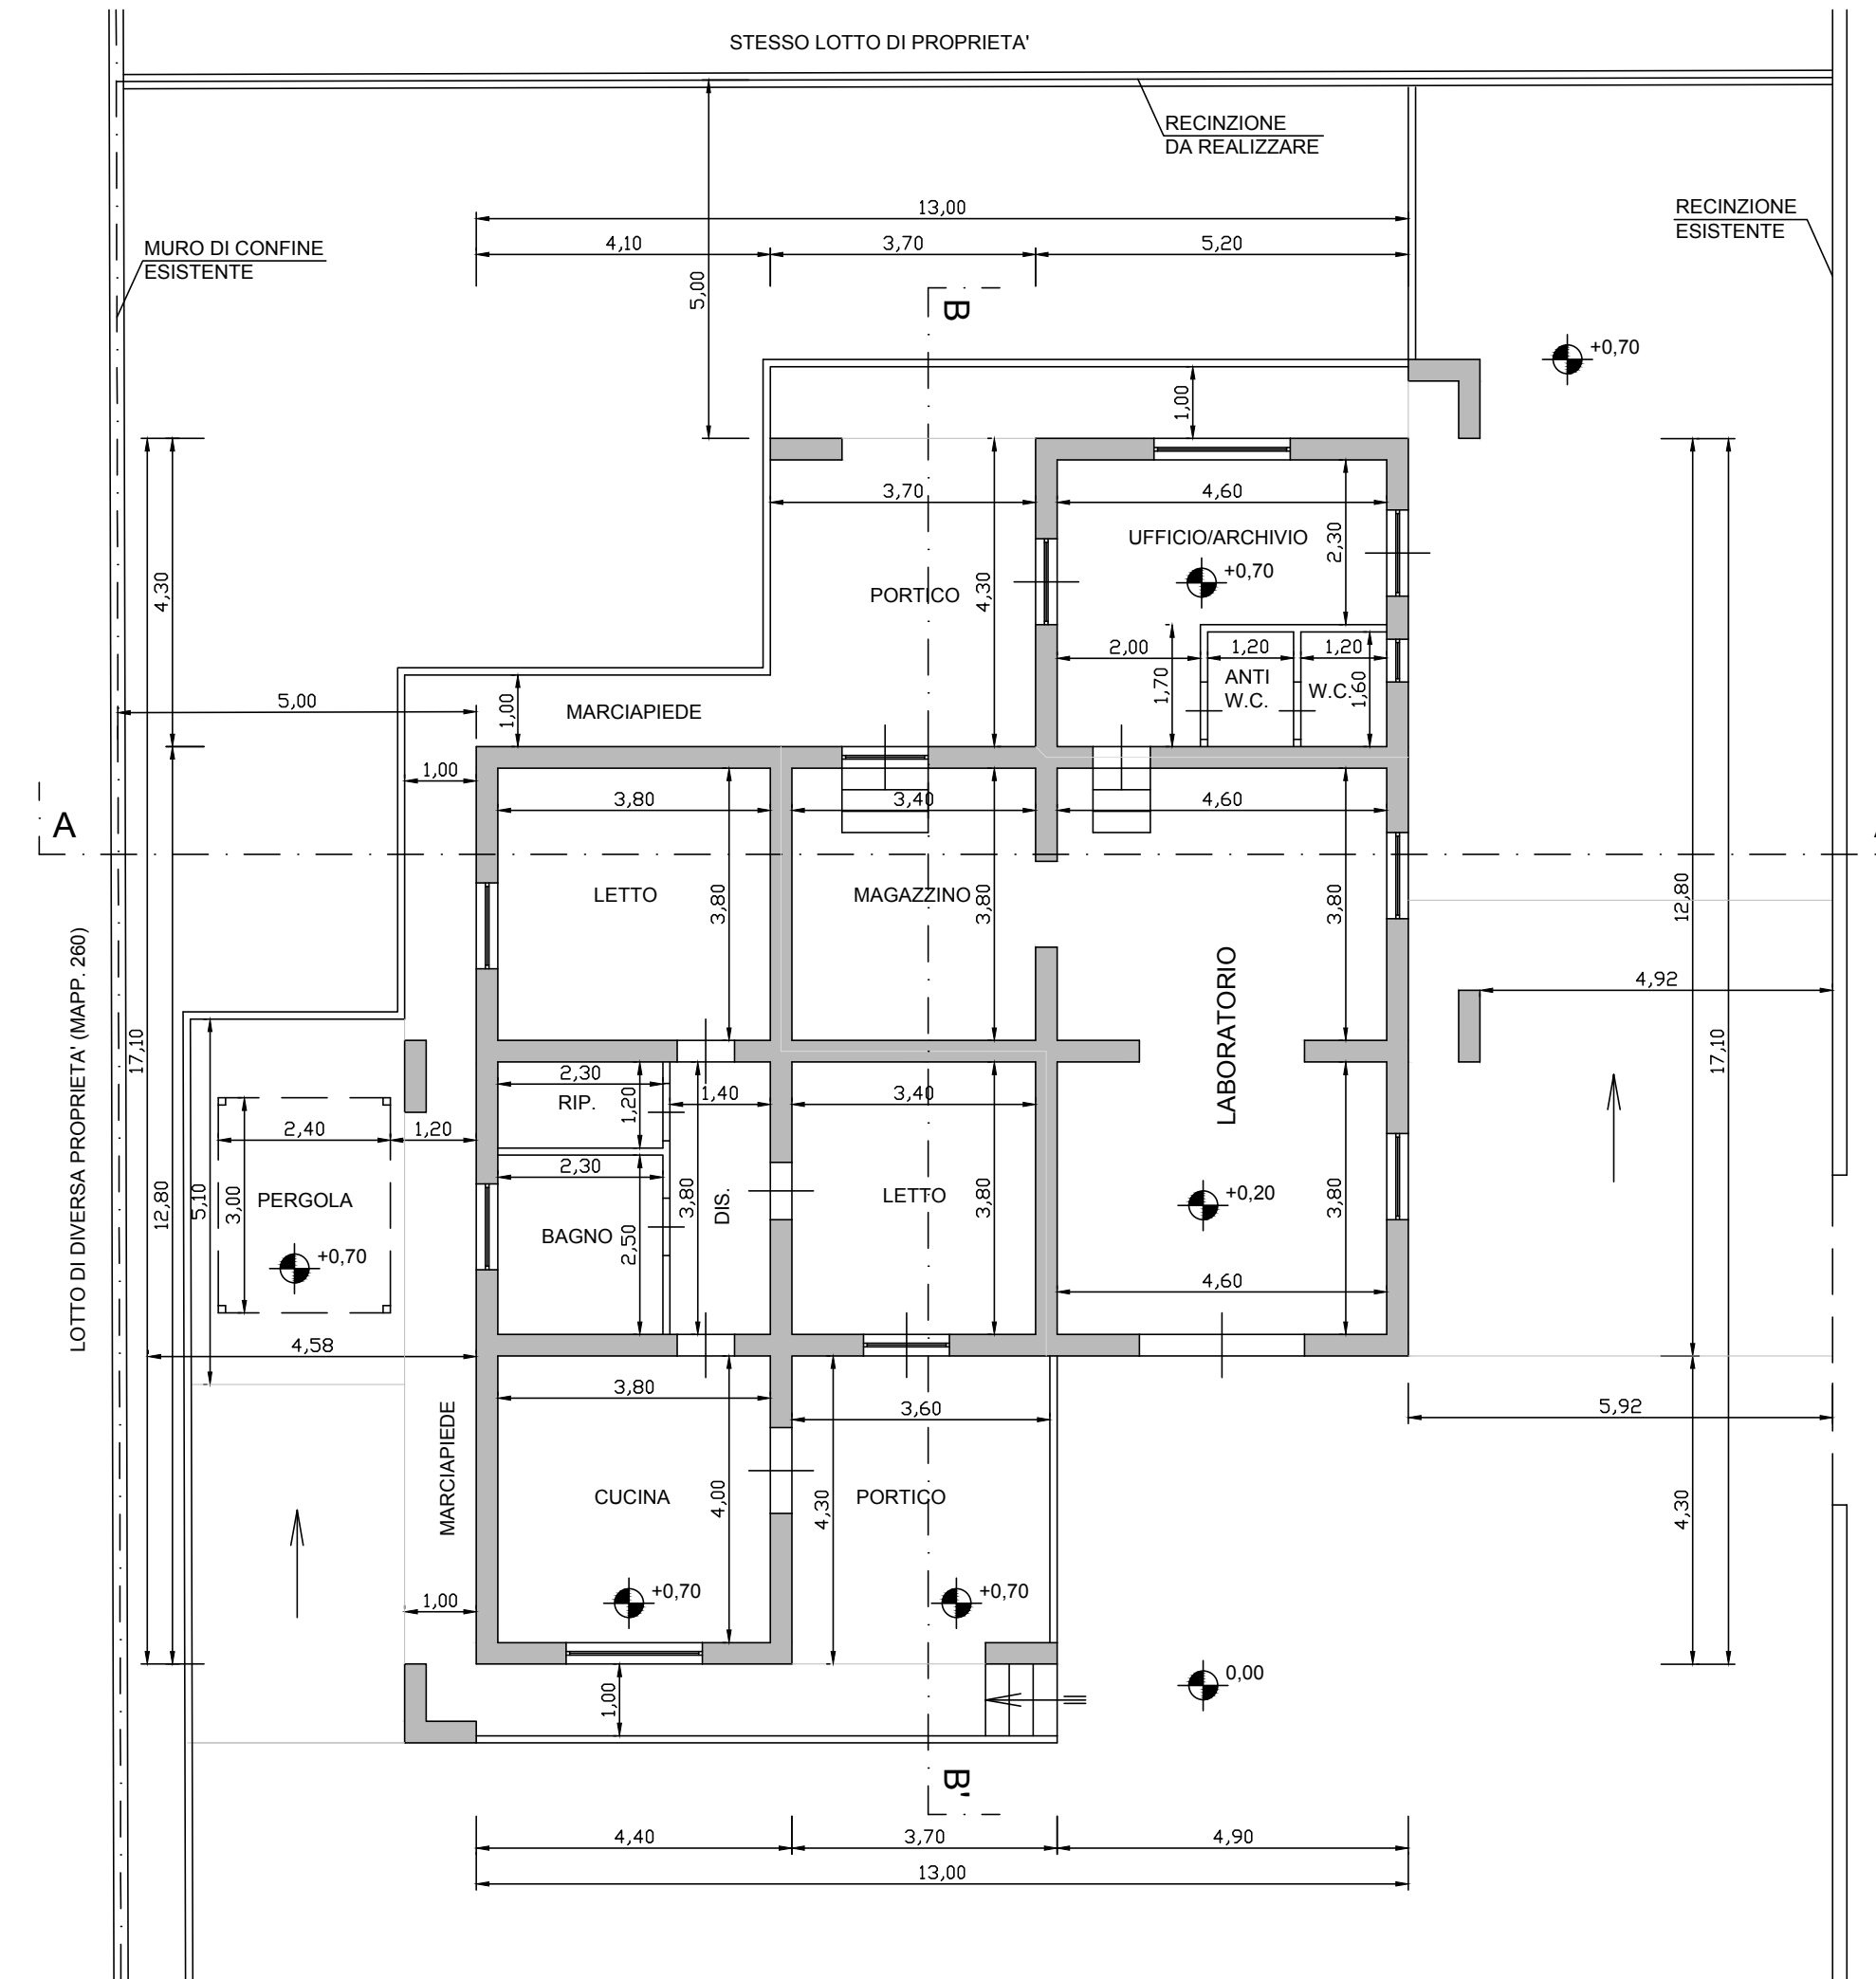 STESSO LOTTO DI PROPRIETA'
RECINZIONE
DA REALIZZARE
RECINZIONE
ESISTENTE
MURO DI CONFINE
ESISTENTE
13,00
4,10
3,70
5,20
5,00
B
+0,70
1,00
3,70
4,60
UFFICIO/ARCHIVIO
2,30
+0,70
4,30
PORTICO
4,30
2,00
1,20
1,20
ANTI
W.C.
W.C.
1,70
1,60
5,00
1,00
MARCIAPIEDE
1,00
3,80
3,40
4,60
A
LETTO
3,80
MAGAZZINO
3,80
3,80
12,80
LABORATORIO
4,92
LOTTO DI DIVERSA PROPRIETA' (MAPP. 260)
17,10
17,10
2,30
RIP.
1,20
1,40
3,40
2,40
1,20
2,30
PERGOLA
3,00
5,10
12,80
+0,70
BAGNO
2,50
3,80
DIS.
LETTO
3,80
+0,20
3,80
4,60
4,58
3,80
3,60
5,92
MARCIAPIEDE
CUCINA
4,00
PORTICO
4,30
4,30
+0,70
+0,70
1,00
0,00
1,00
B'
4,40
3,70
4,90
13,00